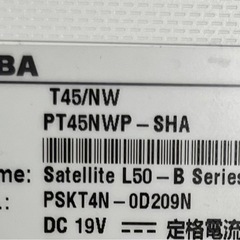 BA
T45/NW
PT45NWP-SHA
me: Satellite L50-B Series
PSKT4N-0D209N
DC 19V ⎓ 定格電流